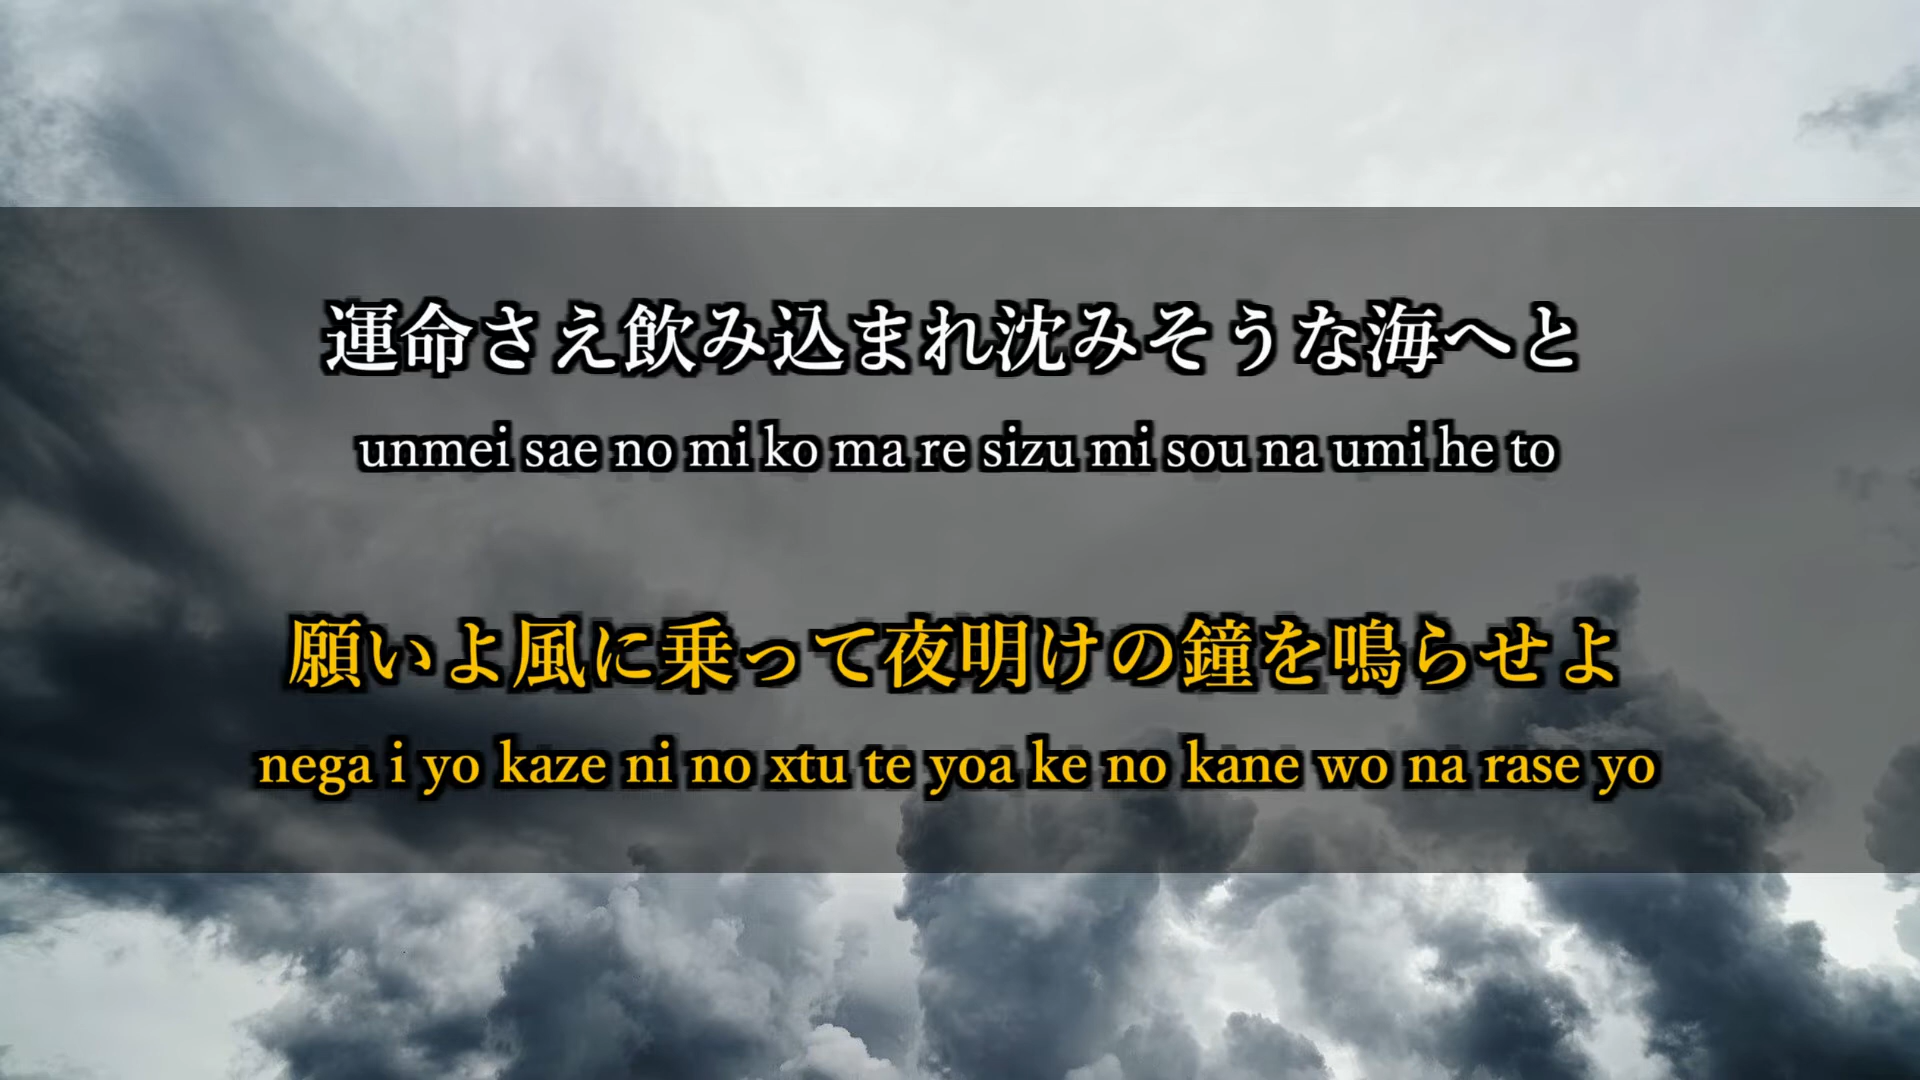 運命さえ飲み込まれ沈みそうな海へと
unmei sae no mi ko ma re sizu mi sou na umi he to
願いよ風に乗って夜明けの鐘を鳴らせよ
nega i yo kaze ni no xtu te yoa ke no kane wo na rase yo